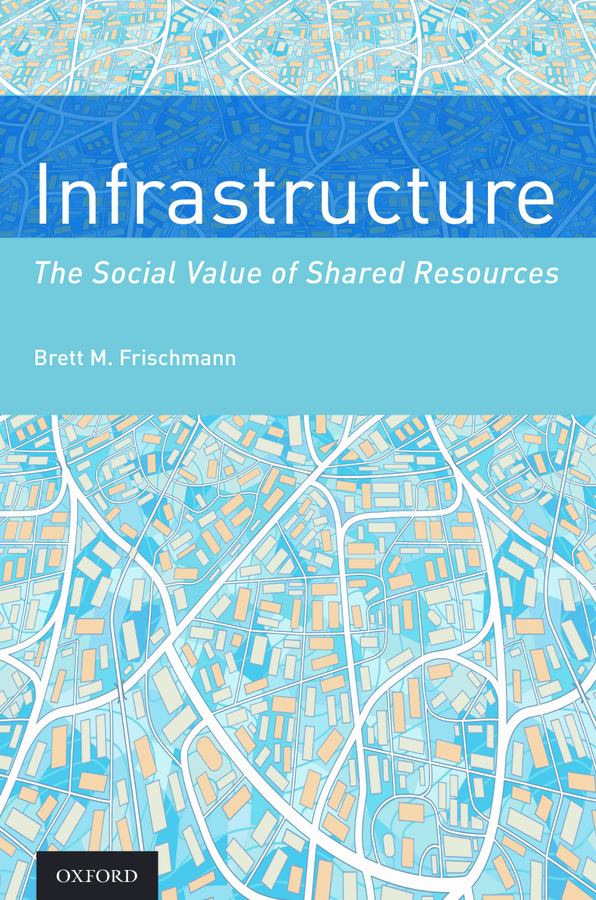 Infrastructure
The Social Value of Shared Resources
Brett M. Frischmann
OXFORD